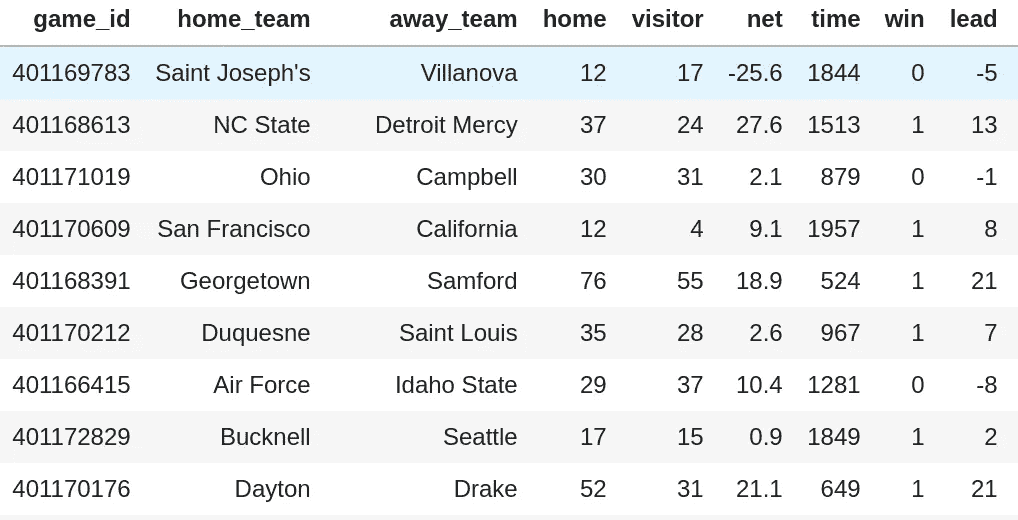 game_id home_team away_team home visitor net time win lead
401169783 Saint Joseph's Villanova 12 17 -25.6 1844 0 -5
401168613 NC State Detroit Mercy 37 24 27.6 1513 1 13
401171019 Ohio Campbell 30 31 2.1 879 0 -1
401170609 San Francisco California 12 4 9.1 1957 1 8
401168391 Georgetown Samford 76 55 18.9 524 1 21
401170212 Duquesne Saint Louis 35 28 2.6 967 1 7
401166415 Air Force Idaho State 29 37 10.4 1281 0 -8
401172829 Bucknell Seattle 17 15 0.9 1849 1 2
401170176 Dayton Drake 52 31 21.1 649 1 21